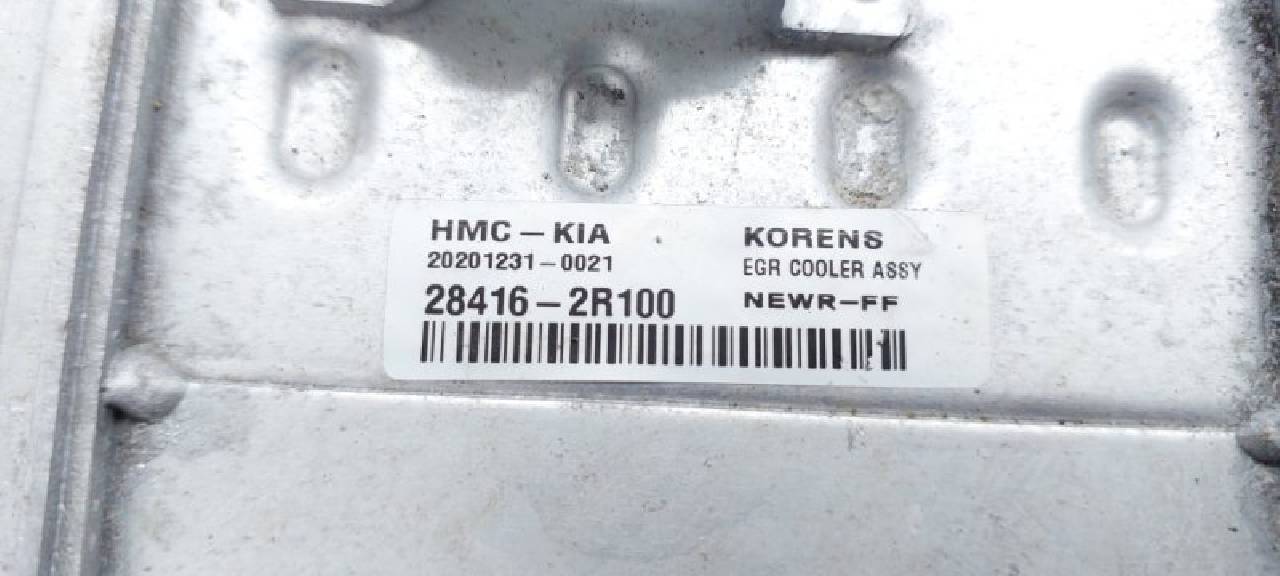 HMC-KIA
20201231-0021
28416-2R100
KORENS
EGR COOLER ASSY
NEWR-FF